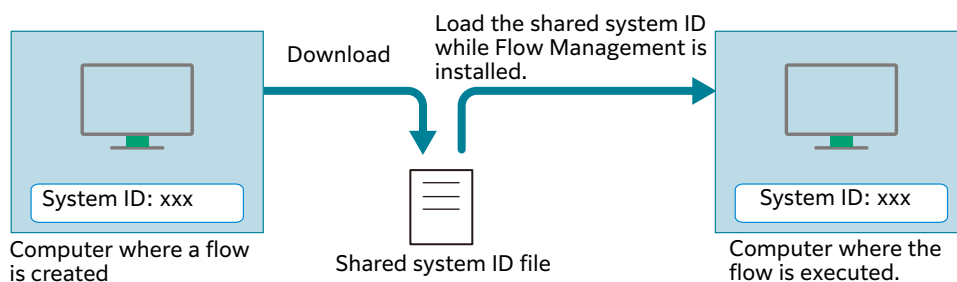 Download
Load the shared system ID
while Flow Management is
installed.
System ID: xxx
System ID: xxx
Computer where a flow
is created
Shared system ID file
Computer where the
flow is executed.